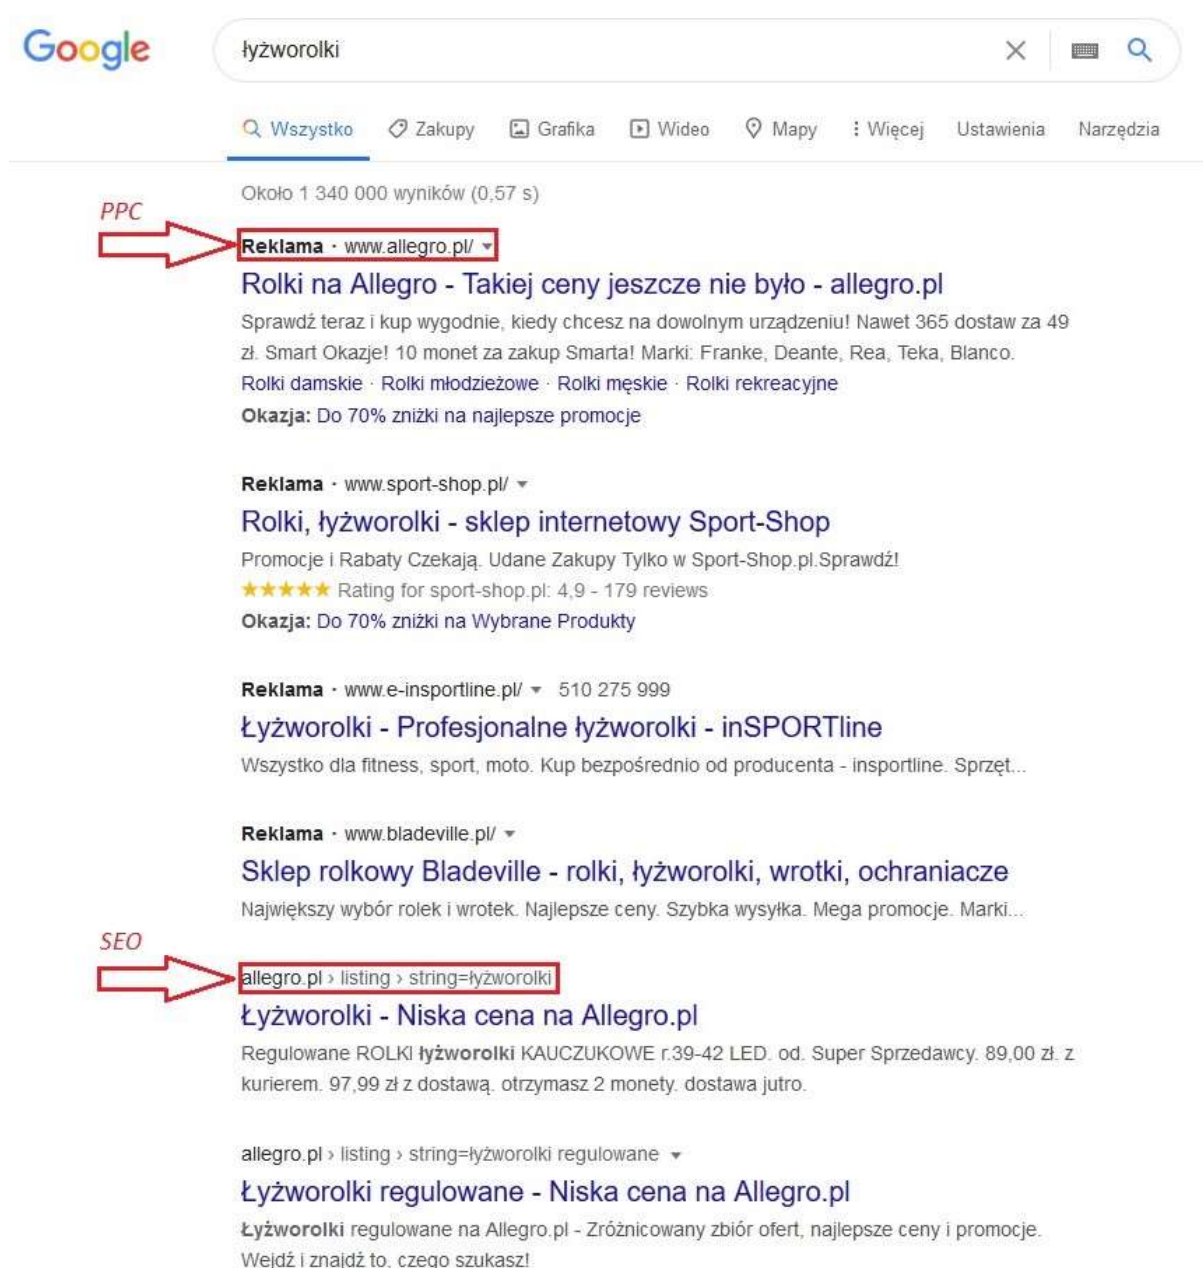 Google
łyżworolki
Wszystko Zakupy Grafika Wideo Mapy Więcej Ustawienia Narzędzia
Około 1 340 000 wyników (0,57 s)
PPC
Reklama · www.allegro.pl/
Rolki na Allegro - Takiej ceny jeszcze nie było - allegro.pl
Sprawdź teraz i kup wygodnie, kiedy chcesz na dowolnym urządzeniu! Nawet 365 dostaw za 49
zł. Smart Okazje! 10 monet za zakup Smarta! Marki: Franke, Deante, Rea, Teka, Blanco.
Rolki damskie · Rolki młodzieżowe · Rolki męskie · Rolki rekreacyjne
Okazja: Do 70% zniżki na najlepsze promocje
Reklama · www.sport-shop.pl/
Rolki, łyżworolki - sklep internetowy Sport-Shop
Promocje i Rabaty Czekają. Udane Zakupy Tylko w Sport-Shop.pl.Sprawdź!
★★★★★ Rating for sport-shop.pl: 4,9 - 179 reviews
Okazja: Do 70% zniżki na Wybrane Produkty
Reklama · www.e-insportline.pl/ 510 275 999
Łyżworolki - Profesjonalne łyżworolki - inSPORTline
Wszystko dla fitness, sport, moto. Kup bezpośrednio od producenta - insportline. Sprzęt...
Reklama · www.bladeville.pl/
Sklep rolkowy Bladeville - rolki, łyżworolki, wrotki, ochraniacze
Największy wybór rolek i wrotek. Najlepsze ceny. Szybka wysyłka. Mega promocje. Marki...
SEO
allegro.pl › listing › string=łyżworolki
Łyżworolki - Niska cena na Allegro.pl
Regulowane ROLKI łyżworolki KAUCZUKOWE r.39-42 LED. od. Super Sprzedawcy. 89,00 zł. z
kurierem. 97,99 zł z dostawą. otrzymasz 2 monety. dostawa jutro.
allegro.pl › listing › string=łyżworolki regulowane
Łyżworolki regulowane - Niska cena na Allegro.pl
Łyżworolki regulowane na Allegro.pl - Zróżnicowany zbiór ofert, najlepsze ceny i promocje.
Wejdź i znajdź to, czego szukasz!